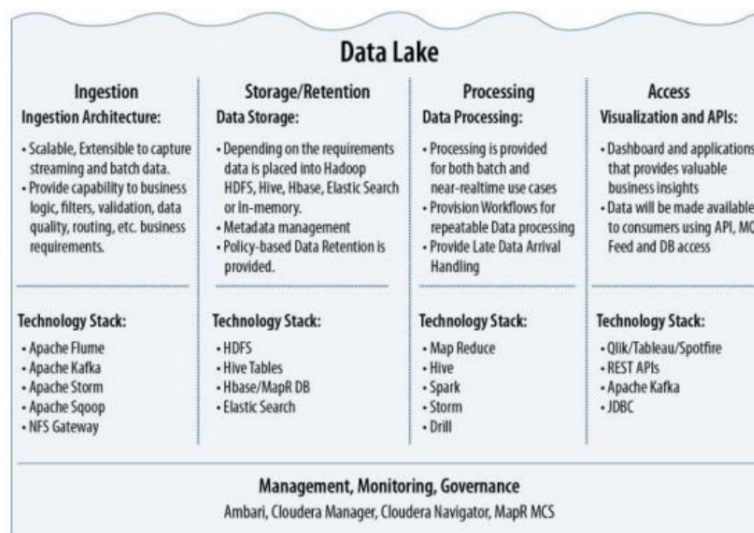 Data Lake
Ingestion
Ingestion Architecture:
• Scalable, Extensible to capture
streaming and batch data.
• Provide capability to business
logic, filters, validation, data
quality, routing, etc. business
requirements.
Technology Stack:
• Apache Flume
• Apache Kafka
• Apache Storm
• Apache Sqoop
• NFS Gateway
Storage/Retention
Data Storage:
• Depending on the requirements
data is placed into Hadoop
HDFS, Hive, Hbase, Elastic Search
or In-memory.
• Metadata management
• Policy-based Data Retention is
provided.
Technology Stack:
• HDFS
• Hive Tables
• Hbase/MapR DB
• Elastic Search
Processing
Data Processing:
• Processing is provided
for both batch and
near-realtime use cases
• Provision Workflows for
repeatable Data processing
• Provide Late Data Arrival
Handling
Technology Stack:
• Map Reduce
• Hive
• Spark
• Storm
• Drill
Access
Visualization and APIs:
• Dashboard and applications
that provides valuable
business insights
• Data will be made available
to consumers using API, MQ
Feed and DB access
Technology Stack:
• Qlik/Tableau/Spotfire
• REST APIs
• Apache Kafka
• JDBC
Management, Monitoring, Governance
Ambari, Cloudera Manager, Cloudera Navigator, MapR MCS